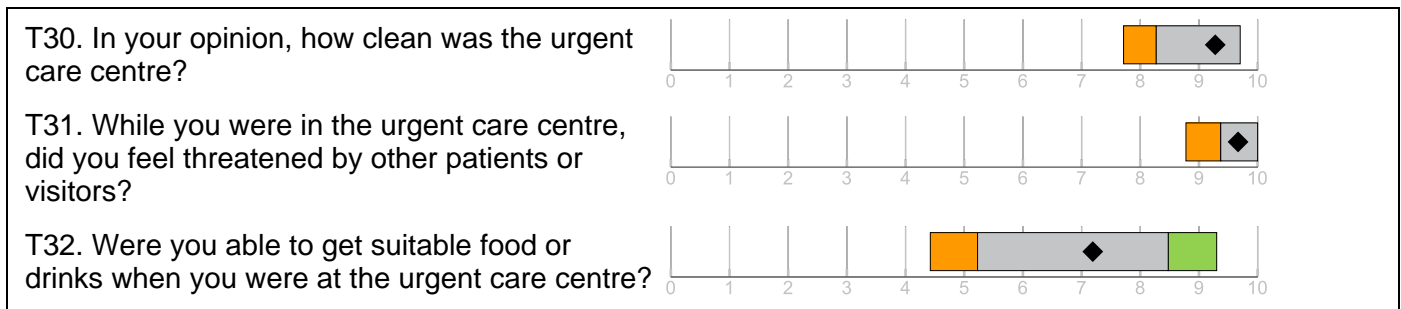 T30. In your opinion, how clean was the urgent
care centre?
0 1 2 3 4 5 6 7 8 9 10
T31. While you were in the urgent care centre,
did you feel threatened by other patients or
visitors?
0 1 2 3 4 5 6 7 8 9 10
T32. Were you able to get suitable food or
drinks when you were at the urgent care centre?
0 1 2 3 4 5 6 7 8 9 10